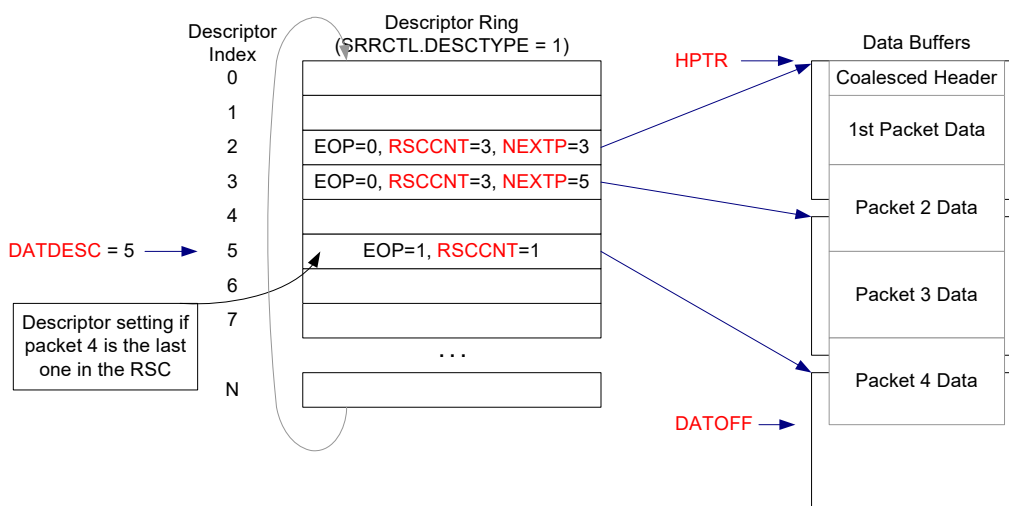 Descriptor
Index
Descriptor Ring
(SRRCTL.DESCTYPE = 1)
Data Buffers
HPTR
0
Coalesced Header
1
1st Packet Data
2
EOP=0, RSCCNT=3, NEXTP=3
3
EOP=0, RSCCNT=3, NEXTP=5
4
Packet 2 Data
DATDESC = 5
5
EOP=1, RSCCNT=1
6
Packet 3 Data
7
Descriptor setting if
packet 4 is the last
one in the RSC
. . .
N
Packet 4 Data
DATOFF